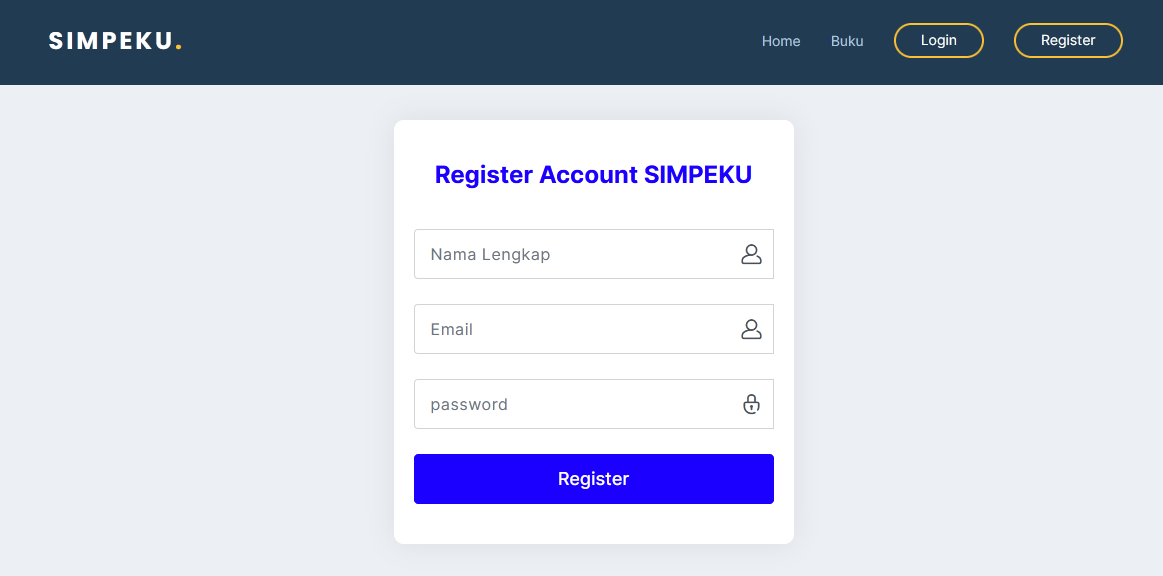 SIMPEKU.
Home Buku Login Register
Register Account SIMPEKU
Nama Lengkap
Email
password
Register